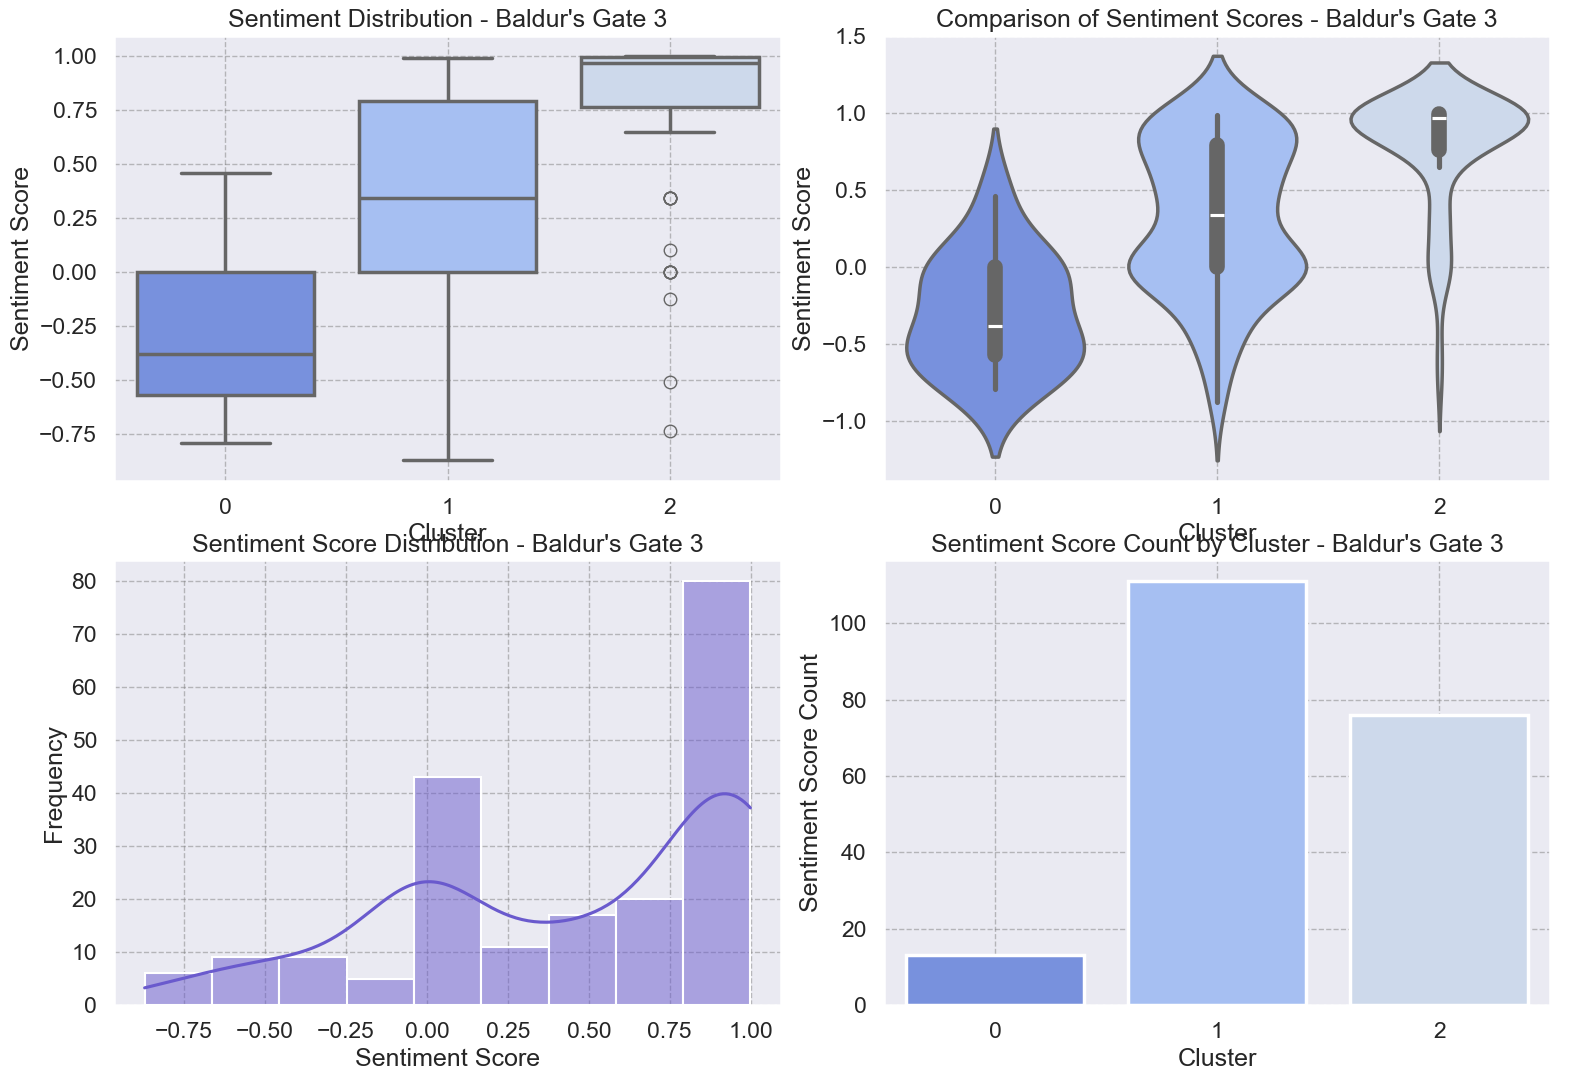 Sentiment Distribution - Baldur's Gate 3
1.00
0.75
0.50
0.25
0.00
−0.25
−0.50
−0.75
Sentiment Score
0 1 2
Cluster
Comparison of Sentiment Scores - Baldur's Gate 3
1.5
1.0
0.5
0.0
−0.5
−1.0
Sentiment Score
0 1 2
Cluster
Sentiment Score Distribution - Baldur's Gate 3
80
70
60
50
40
30
20
10
0
Frequency
−0.75 −0.50 −0.25 0.00 0.25 0.50 0.75 1.00
Sentiment Score
Sentiment Score Count by Cluster - Baldur's Gate 3
100
80
60
40
20
0
Sentiment Score Count
0 1 2
Cluster